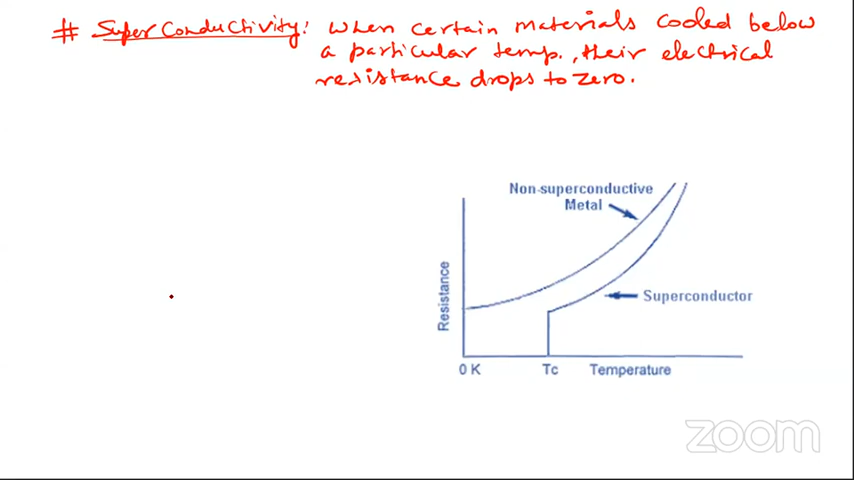 # Superconductivity: When certain materials cooled below
a particular temp., their electrical
resistance drops to zero.
Non-superconductive
Metal
Resistance
Superconductor
0 K Tc Temperature
zoom